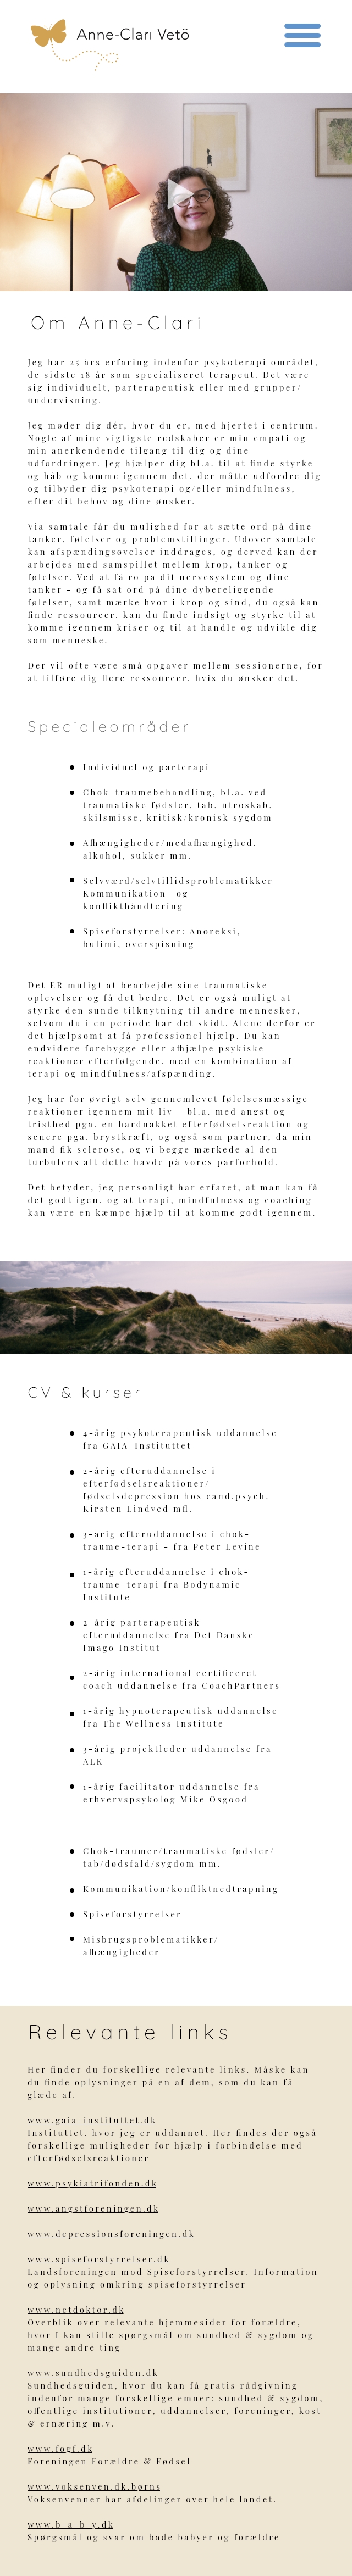 Anne-Clari Vetö
Om Anne-Clari
Jeg har 25 års erfaring indenfor psykoterapi området,
de sidste 18 år som specialiseret terapeut. Det være
sig individuelt, parterapeutisk eller med grupper/
undervisning.
Jeg møder dig dér, hvor du er, med hjertet i centrum.
Nogle af mine vigtigste redskaber er min empati og
min anerkendende tilgang til dig og dine
udfordringer. Jeg hjælper dig bl.a. til at finde styrke
og håb og komme igennem det, der måtte udfordre dig
og tilbyder dig psykoterapi og/eller mindfulness,
efter dit behov og dine ønsker.
Via samtale får du mulighed for at sætte ord på dine
tanker, følelser og problemstillinger. Udover samtale
kan afspændingsøvelser inddrages, og derved kan der
arbejdes med samspillet mellem krop, tanker og
følelser. Ved at få ro på dit nervesystem og dine
tanker - og få sat ord på dine dybereliggende
følelser, samt mærke hvor i krop og sind, du også kan
finde ressourcer, kan du finde indsigt og styrke til at
komme igennem kriser og til at handle og udvikle dig
som menneske.
Der vil ofte være små opgaver mellem sessionerne, for
at tilføre dig flere ressourcer, hvis du ønsker det.
Specialeområder
Individuel og parterapi
Chok-traumebehandling, bl.a. ved
traumatiske fødsler, tab, utroskab,
skilsmisse, kritisk/kronisk sygdom
Afhængigheder/medafhængighed,
alkohol, sukker mm.
Selvværd/selvtillidsproblematikker
Kommunikation- og
konflikthåndtering
Spiseforstyrrelser: Anoreksi,
bulimi, overspisning
Det ER muligt at bearbejde sine traumatiske
oplevelser og få det bedre. Det er også muligt at
styrke den sunde tilknytning til andre mennesker,
selvom du i en periode har det skidt. Alene derfor er
det hjælpsomt at få professionel hjælp. Du kan
endvidere forebygge eller afhjælpe psykiske
reaktioner efterfølgende, med en kombination af
terapi og mindfulness/afspænding.
Jeg har for øvrigt selv gennemlevet følelsesmæssige
reaktioner igennem mit liv – bl.a. med angst og
tristhed pga. en hårdnakket efterfødselsreaktion og
senere pga. brystkræft, og også som partner, da min
mand fik sclerose, og vi begge mærkede al den
turbulens alt dette havde på vores parforhold.
Det betyder, jeg personligt har erfaret, at man kan få
det godt igen, og at terapi, mindfulness og coaching
kan være en kæmpe hjælp til at komme godt igennem.
CV & kurser
4-årig psykoterapeutisk uddannelse
fra GAIA-Instituttet
2-årig efteruddannelse i
efterfødselsreaktioner/
fødselsdepression hos cand.psych.
Kirsten Lindved mfl.
3-årig efteruddannelse i chok-
traume-terapi - fra Peter Levine
1-årig efteruddannelse i chok-
traume-terapi fra Bodynamic
Institute
2-årig parterapeutisk
efteruddannelse fra Det Danske
Imago Institut
2-årig international certificeret
coach uddannelse fra CoachPartners
1-årig hypnoterapeutisk uddannelse
fra The Wellness Institute
3-årig projektleder uddannelse fra
ALK
1-årig facilitator uddannelse fra
erhvervspsykolog Mike Osgood
Chok-traumer/traumatiske fødsler/
tab/dødsfald/sygdom mm.
Kommunikation/konfliktnedtrapning
Spiseforstyrrelser
Misbrugsproblematikker/
afhængigheder
Relevante links
Her finder du forskellige relevante links. Måske kan
du finde oplysninger på en af dem, som du kan få
glæde af.
www.gaia-instituttet.dk
Instituttet, hvor jeg er uddannet. Her findes der også
forskellige muligheder for hjælp i forbindelse med
efterfødselsreaktioner
www.psykiatrifonden.dk
www.angstforeningen.dk
www.depressionsforeningen.dk
www.spiseforstyrrelser.dk
Landsforeningen mod Spiseforstyrrelser. Information
og oplysning omkring spiseforstyrrelser
www.netdoktor.dk
Overblik over relevante hjemmesider for forældre,
hvor I kan stille spørgsmål om sundhed & sygdom og
mange andre ting
www.sundhedsguiden.dk
Sundhedsguiden, hvor du kan få gratis rådgivning
indenfor mange forskellige emner: sundhed & sygdom,
offentlige institutioner, uddannelser, foreninger, kost
& ernæring m.v.
www.fogf.dk
Foreningen Forældre & Fødsel
www.voksenven.dk.børns
Voksenvenner har afdelinger over hele landet.
www.b-a-b-y.dk
Spørgsmål og svar om både babyer og forældre